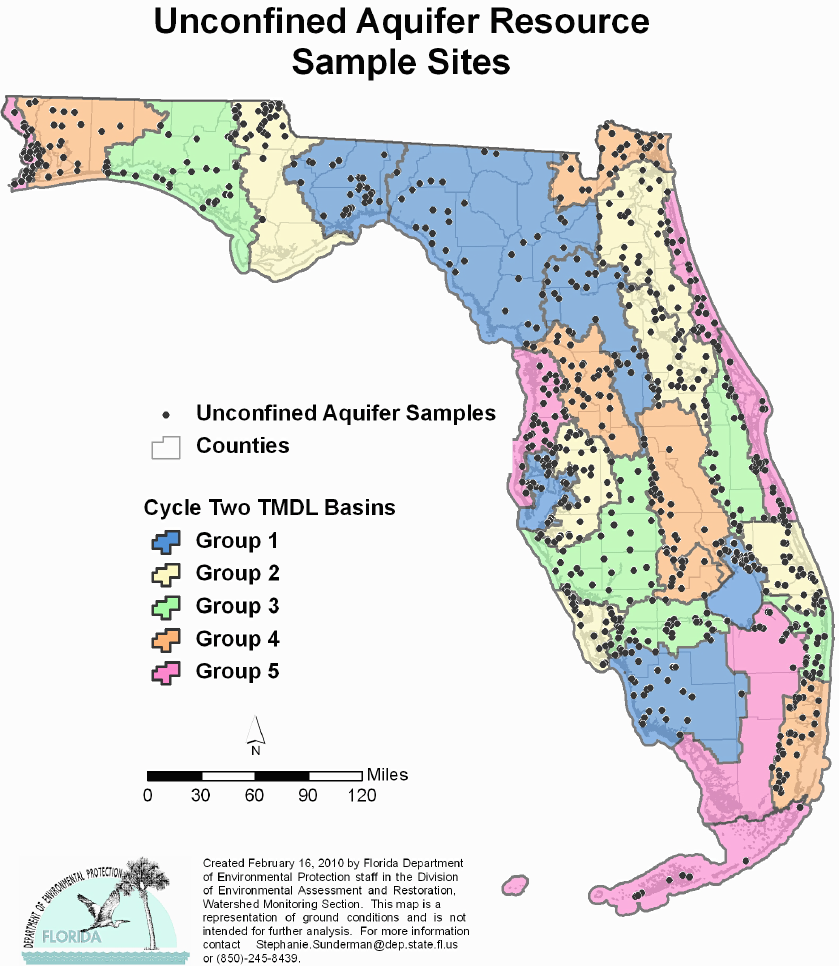 Unconfined Aquifer Resource
Sample Sites
Unconfined Aquifer Samples
Counties
Cycle Two TMDL Basins
Group 1
Group 2
Group 3
Group 4
Group 5
N
Miles
0 30 60 90 120
DEPARTMENT OF ENVIRONMENTAL PROTECTION
FLORIDA
Created February 16, 2010 by Florida Department
of Environmental Protection staff in the Division
of Environmental Assessment and Restoration,
Watershed Monitoring Section. This map is a
representation of ground conditions and is not
intended for further analysis. For more information
contact Stephanie.Sunderman@dep.state.fl.us
or (850)-245-8439.